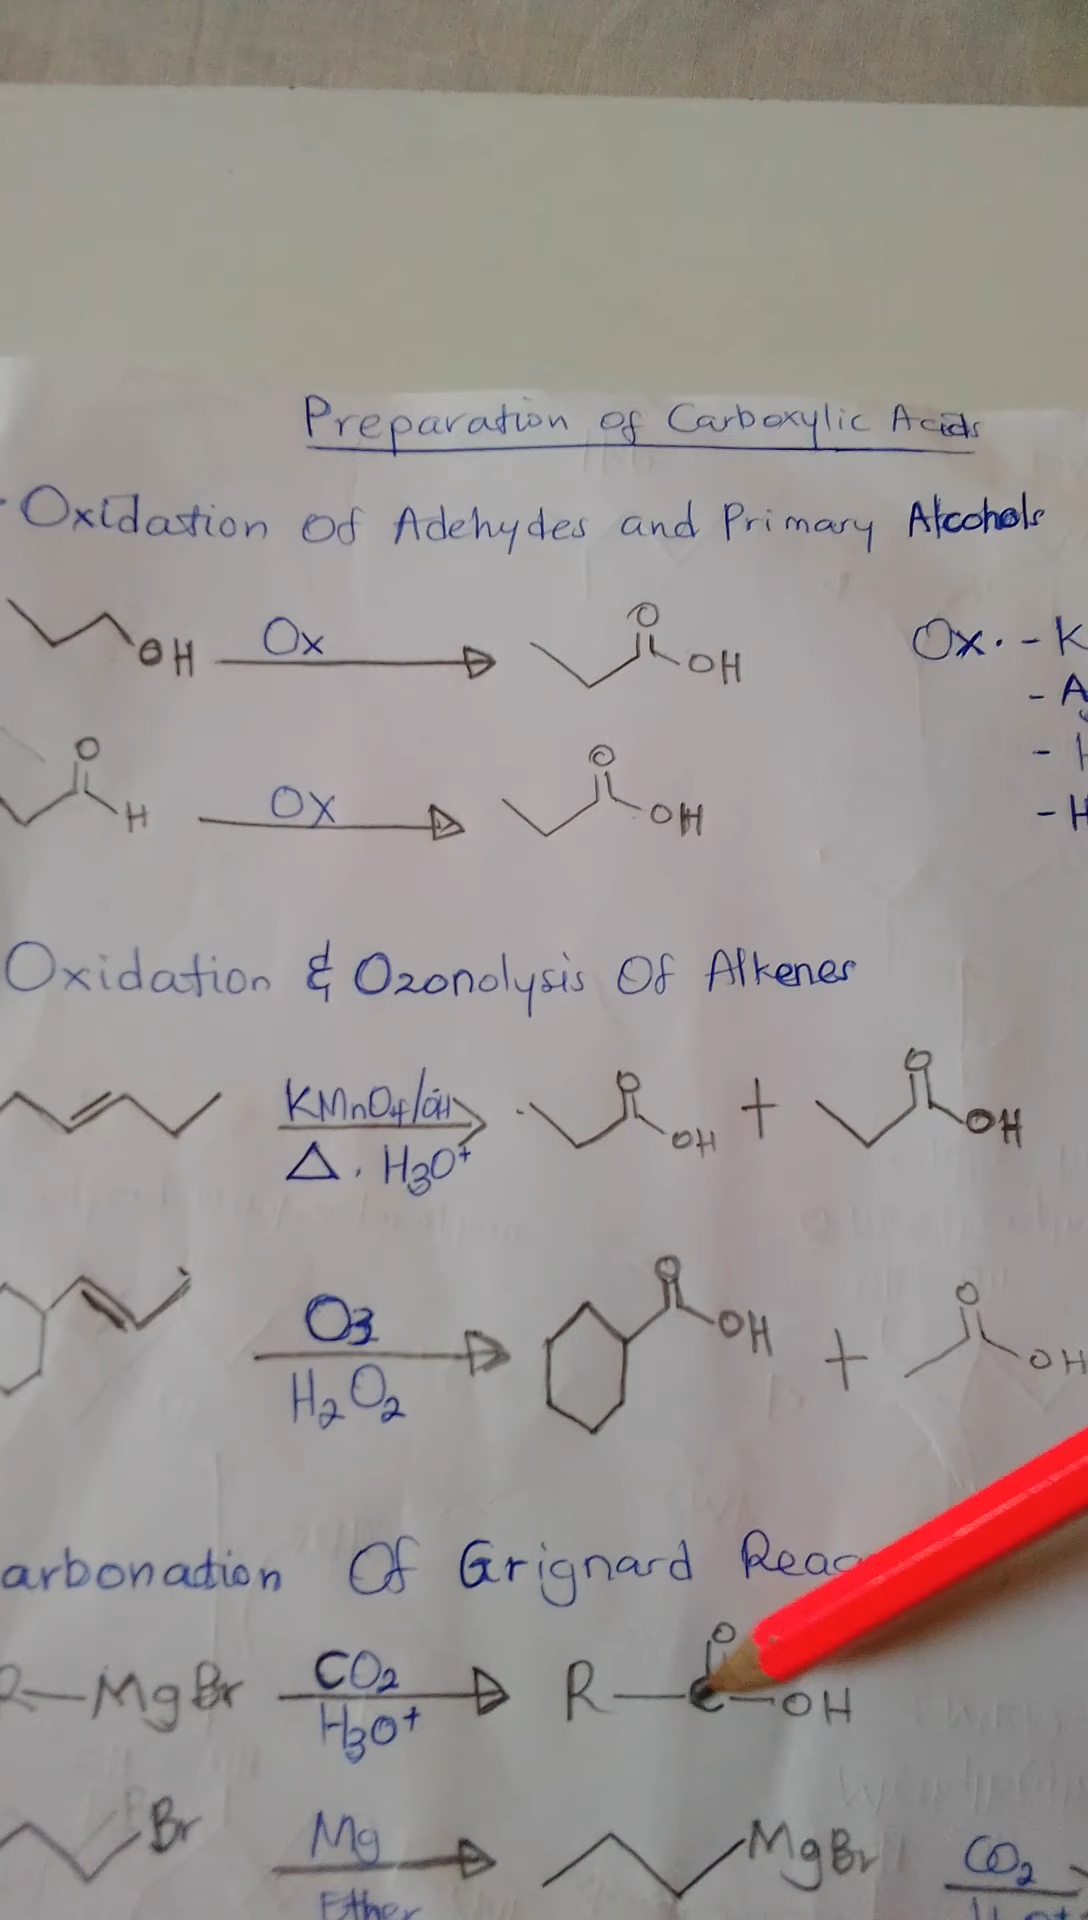 Preparation of Carboxylic Acids
Oxidation Of Adehydes and Primary Alcohols
OH Ox O OH Ox. - K
- A
- H
O H OX O OH - H
Oxidation & Ozonolysis Of Alkenes
KMnO4/ōH O OH + O OH
Δ, H3O+
O3 O OH + O OH
H2O2
arbonation Of Grignard Reag
R—MgBr CO2 R—C—OH
O
H3O+
Br Mg MgBr CO2
Ether